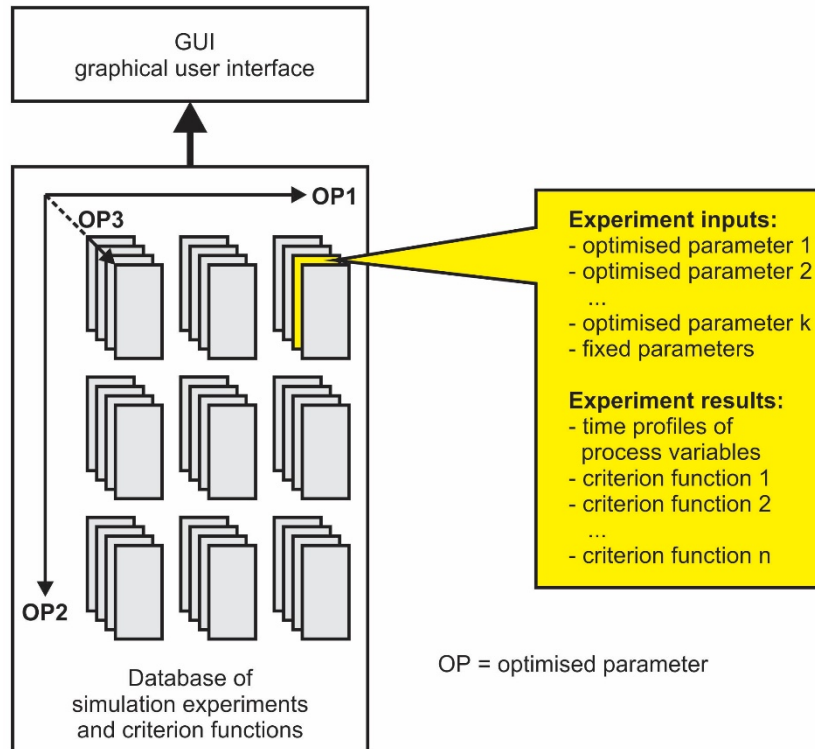 GUI
graphical user interface
OP1
OP3
OP2
Database of
simulation experiments
and criterion functions
Experiment inputs:
- optimised parameter 1
- optimised parameter 2
...
- optimised parameter k
- fixed parameters
Experiment results:
- time profiles of
process variables
- criterion function 1
- criterion function 2
...
- criterion function n
OP = optimised parameter